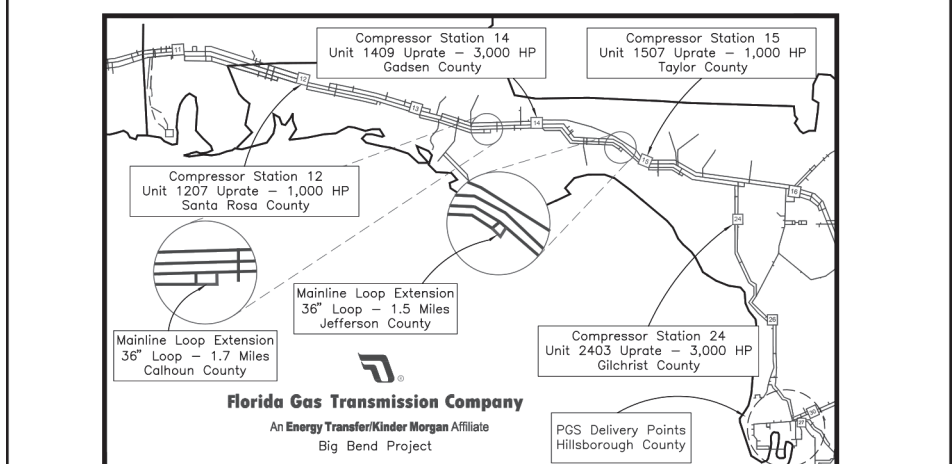 Compressor Station 14
Unit 1409 Uprate – 3,000 HP
Gadsen County
Compressor Station 15
Unit 1507 Uprate – 1,000 HP
Taylor County
11
12
13
14
15
16
24
26
27
30
Compressor Station 12
Unit 1207 Uprate – 1,000 HP
Santa Rosa County
Mainline Loop Extension
36" Loop – 1.5 Miles
Jefferson County
Mainline Loop Extension
36" Loop – 1.7 Miles
Calhoun County
Compressor Station 24
Unit 2403 Uprate – 3,000 HP
Gilchrist County
®
Florida Gas Transmission Company
An Energy Transfer/Kinder Morgan Affiliate
Big Bend Project
PGS Delivery Points
Hillsborough County